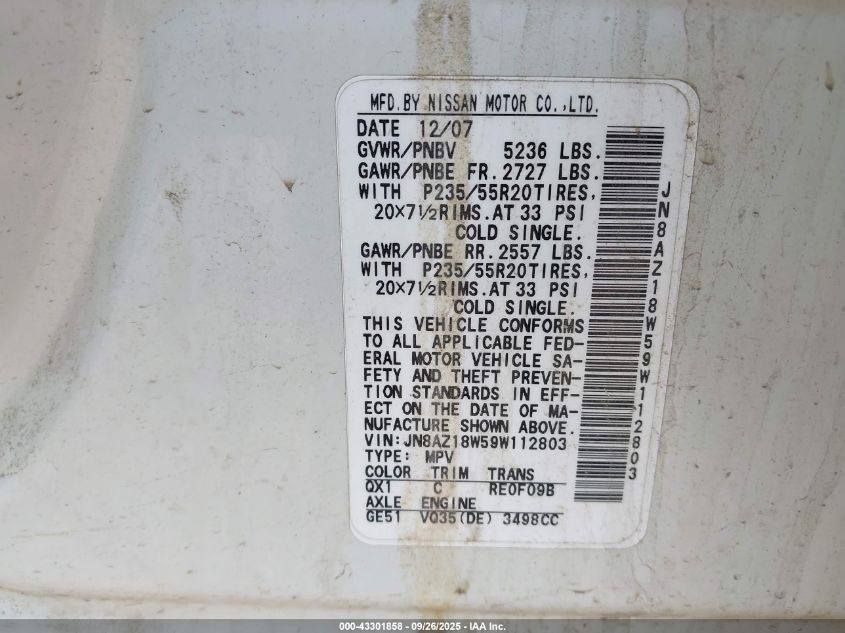 MFD.BY NISSAN MOTOR CO.,LTD.
DATE 12/07
GVWR/PNBV 5236 LBS.
GAWR/PNBE FR.2727 LBS.
WITH P235/55R20TIRES,
20×7½RIMS.AT 33 PSI
COLD SINGLE.
GAWR/PNBE RR.2557 LBS.
WITH P235/55R20TIRES,
20×7½RIMS.AT 33 PSI
COLD SINGLE.
THIS VEHICLE CONFORMS
TO ALL APPLICABLE FED-
ERAL MOTOR VEHICLE SA-
FETY AND THEFT PREVEN-
TION STANDARDS IN EFF-
ECT ON THE DATE OF MA-
NUFACTURE SHOWN ABOVE.
VIN:JN8AZ18W59W112803
TYPE: MPV
COLOR TRIM TRANS
QX1 C RE0F09B
AXLE ENGINE
GE51 VQ35(DE) 3498CC
JN8AZ18W59W112803
000-43301858 - 09/26/2025 - IAA Inc.